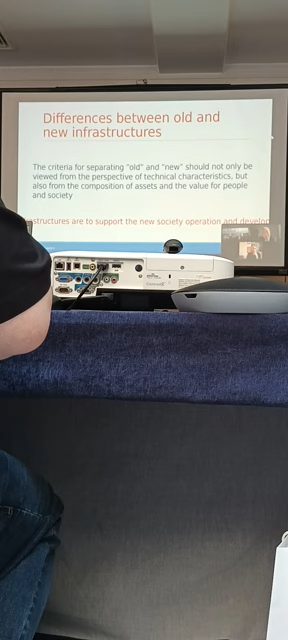 Differences between old and
new infrastructures
The criteria for separating "old" and "new" should not only be
viewed from the perspective of technical characteristics, but
also from the composition of assets and the value for people
and society
structures are to support the new society operation and develop